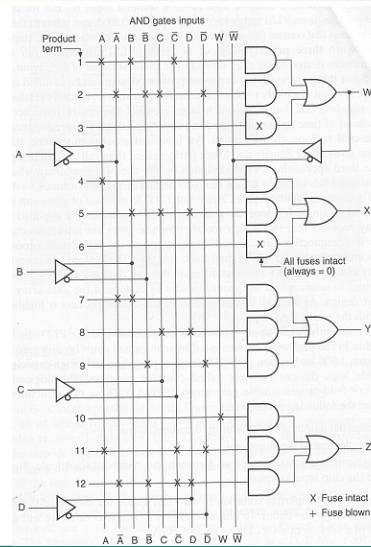 AND gates inputs
Product term
A A̅ B B̅ C C̅ D D̅ W W̅
1
2
W
3
X
A
4
5
X
6
X
All fuses intact
(always = 0)
B
7
8
Y
9
C
10
11
Z
12
X Fuse intact
+ Fuse blown
D
A A̅ B B̅ C C̅ D D̅ W W̅